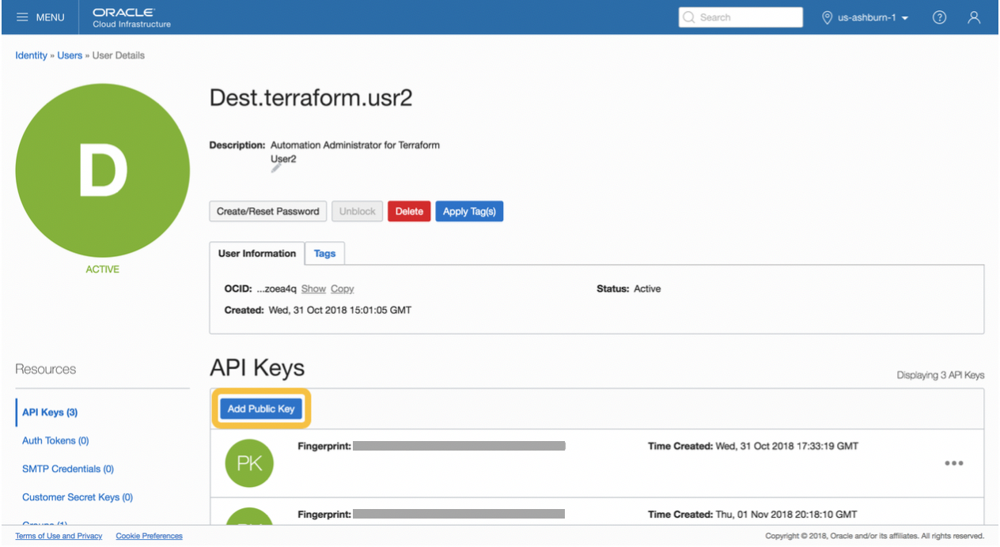 MENU
ORACLE
Cloud Infrastructure
Search
us-ashburn-1
?
Identity » Users » User Details
D
ACTIVE
Dest.terraform.usr2
Description: Automation Administrator for Terraform
User2
Create/Reset Password Unblock Delete Apply Tag(s)
User Information Tags
OCID: ...zoea4q Show Copy
Status: Active
Created: Wed, 31 Oct 2018 15:01:05 GMT
Resources
API Keys (3)
Auth Tokens (0)
SMTP Credentials (0)
Customer Secret Keys (0)
Groups (1)
API Keys
Displaying 3 API Keys
Add Public Key
PK
Fingerprint:
Time Created: Wed, 31 Oct 2018 17:33:19 GMT
PK
Fingerprint:
Time Created: Thu, 01 Nov 2018 20:18:10 GMT
Terms of Use and Privacy Cookie Preferences
Copyright © 2018, Oracle and/or its affiliates. All rights reserved.